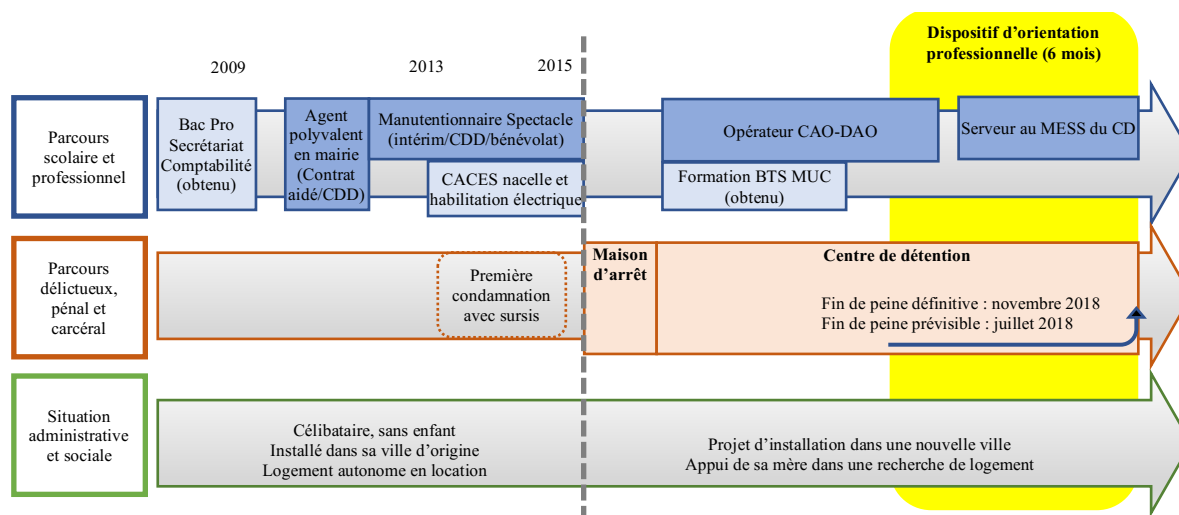 Dispositif d'orientation
professionnelle (6 mois)
2009
2013
2015
Parcours
scolaire et
professionnel
Bac Pro
Secrétariat
Comptabilité
(obtenu)
Agent
polyvalent
en mairie
(Contrat
aidé/CDD)
Manutentionnaire Spectacle
(intérim/CDD/bénévolat)
CACES nacelle et
habilitation électrique
Opérateur CAO-DAO
Formation BTS MUC
(obtenu)
Serveur au MESS du CD
Parcours
délictueux,
pénal et
carcéral
Première
condamnation
avec sursis
Maison
d'arrêt
Centre de détention
Fin de peine définitive : novembre 2018
Fin de peine prévisible : juillet 2018
Situation
administrative
et sociale
Célibataire, sans enfant
Installé dans sa ville d'origine
Logement autonome en location
Projet d'installation dans une nouvelle ville
Appui de sa mère dans une recherche de logement